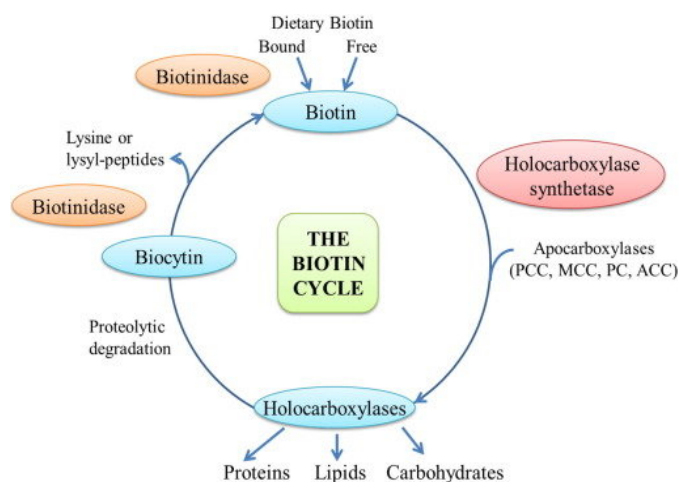 Dietary Biotin
Bound Free
Biotinidase
Biotin
Lysine or
lysyl-peptides
Holocarboxylase
synthetase
Biotinidase
THE
BIOTIN
CYCLE
Biocytin
Apocarboxylases
(PCC, MCC, PC, ACC)
Proteolytic
degradation
Holocarboxylases
Proteins Lipids Carbohydrates